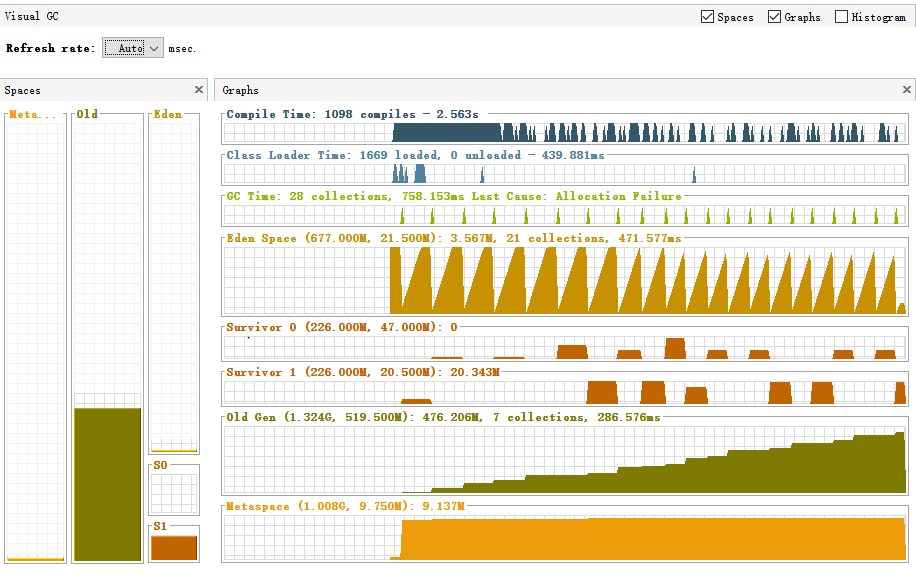 Visual GC
Spaces
Graphs
Histogram
Refresh rate: Auto msec.
Spaces
Graphs
Meta...
Old
Eden
S0
S1
Compile Time: 1098 compiles - 2.563s
Class Loader Time: 1669 loaded, 0 unloaded - 439.881ms
GC Time: 28 collections, 758.153ms Last Cause: Allocation Failure
Eden Space (677.000M, 21.500M): 3.567M, 21 collections, 471.577ms
Survivor 0 (226.000M, 47.000M): 0
Survivor 1 (226.000M, 20.500M): 20.343M
Old Gen (1.324G, 519.500M): 476.206M, 7 collections, 286.576ms
Metaspace (1.008G, 9.750M): 9.137M